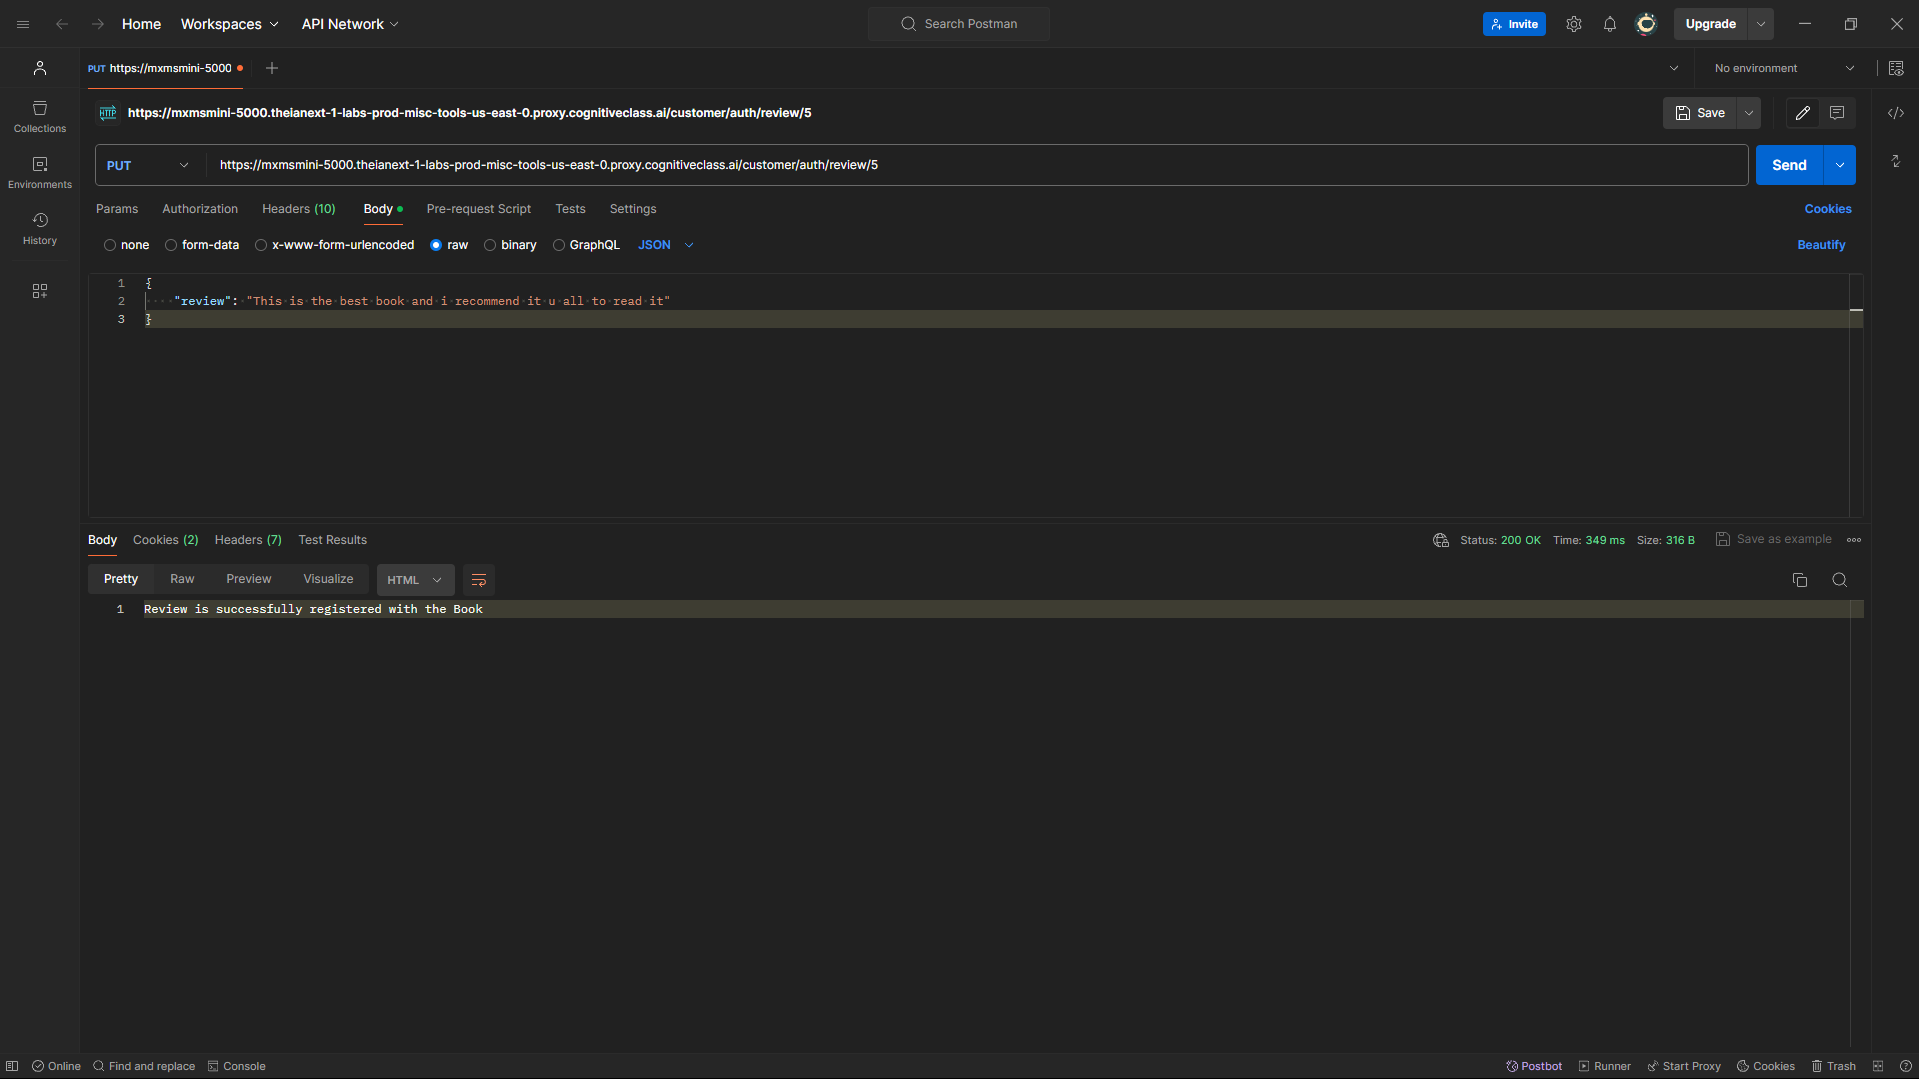 Home Workspaces API Network Search Postman Invite Upgrade
PUT https://mxmsmini-5000 No environment
HTTP https://mxmsmini-5000.theianext-1-labs-prod-misc-tools-us-east-0.proxy.cognitiveclass.ai/customer/auth/review/5 Save
PUT https://mxmsmini-5000.theianext-1-labs-prod-misc-tools-us-east-0.proxy.cognitiveclass.ai/customer/auth/review/5 Send
Collections
Environments
History
Params Authorization Headers (10) Body Pre-request Script Tests Settings Cookies
none form-data x-www-form-urlencoded raw binary GraphQL JSON Beautify
1 {
2 "review": "This is the best book and i recommend it u all to read it"
3 }
Body Cookies (2) Headers (7) Test Results Status: 200 OK Time: 349 ms Size: 316 B Save as example
Pretty Raw Preview Visualize HTML
1 Review is successfully registered with the Book
Online Find and replace Console Postbot Runner Start Proxy Cookies Trash